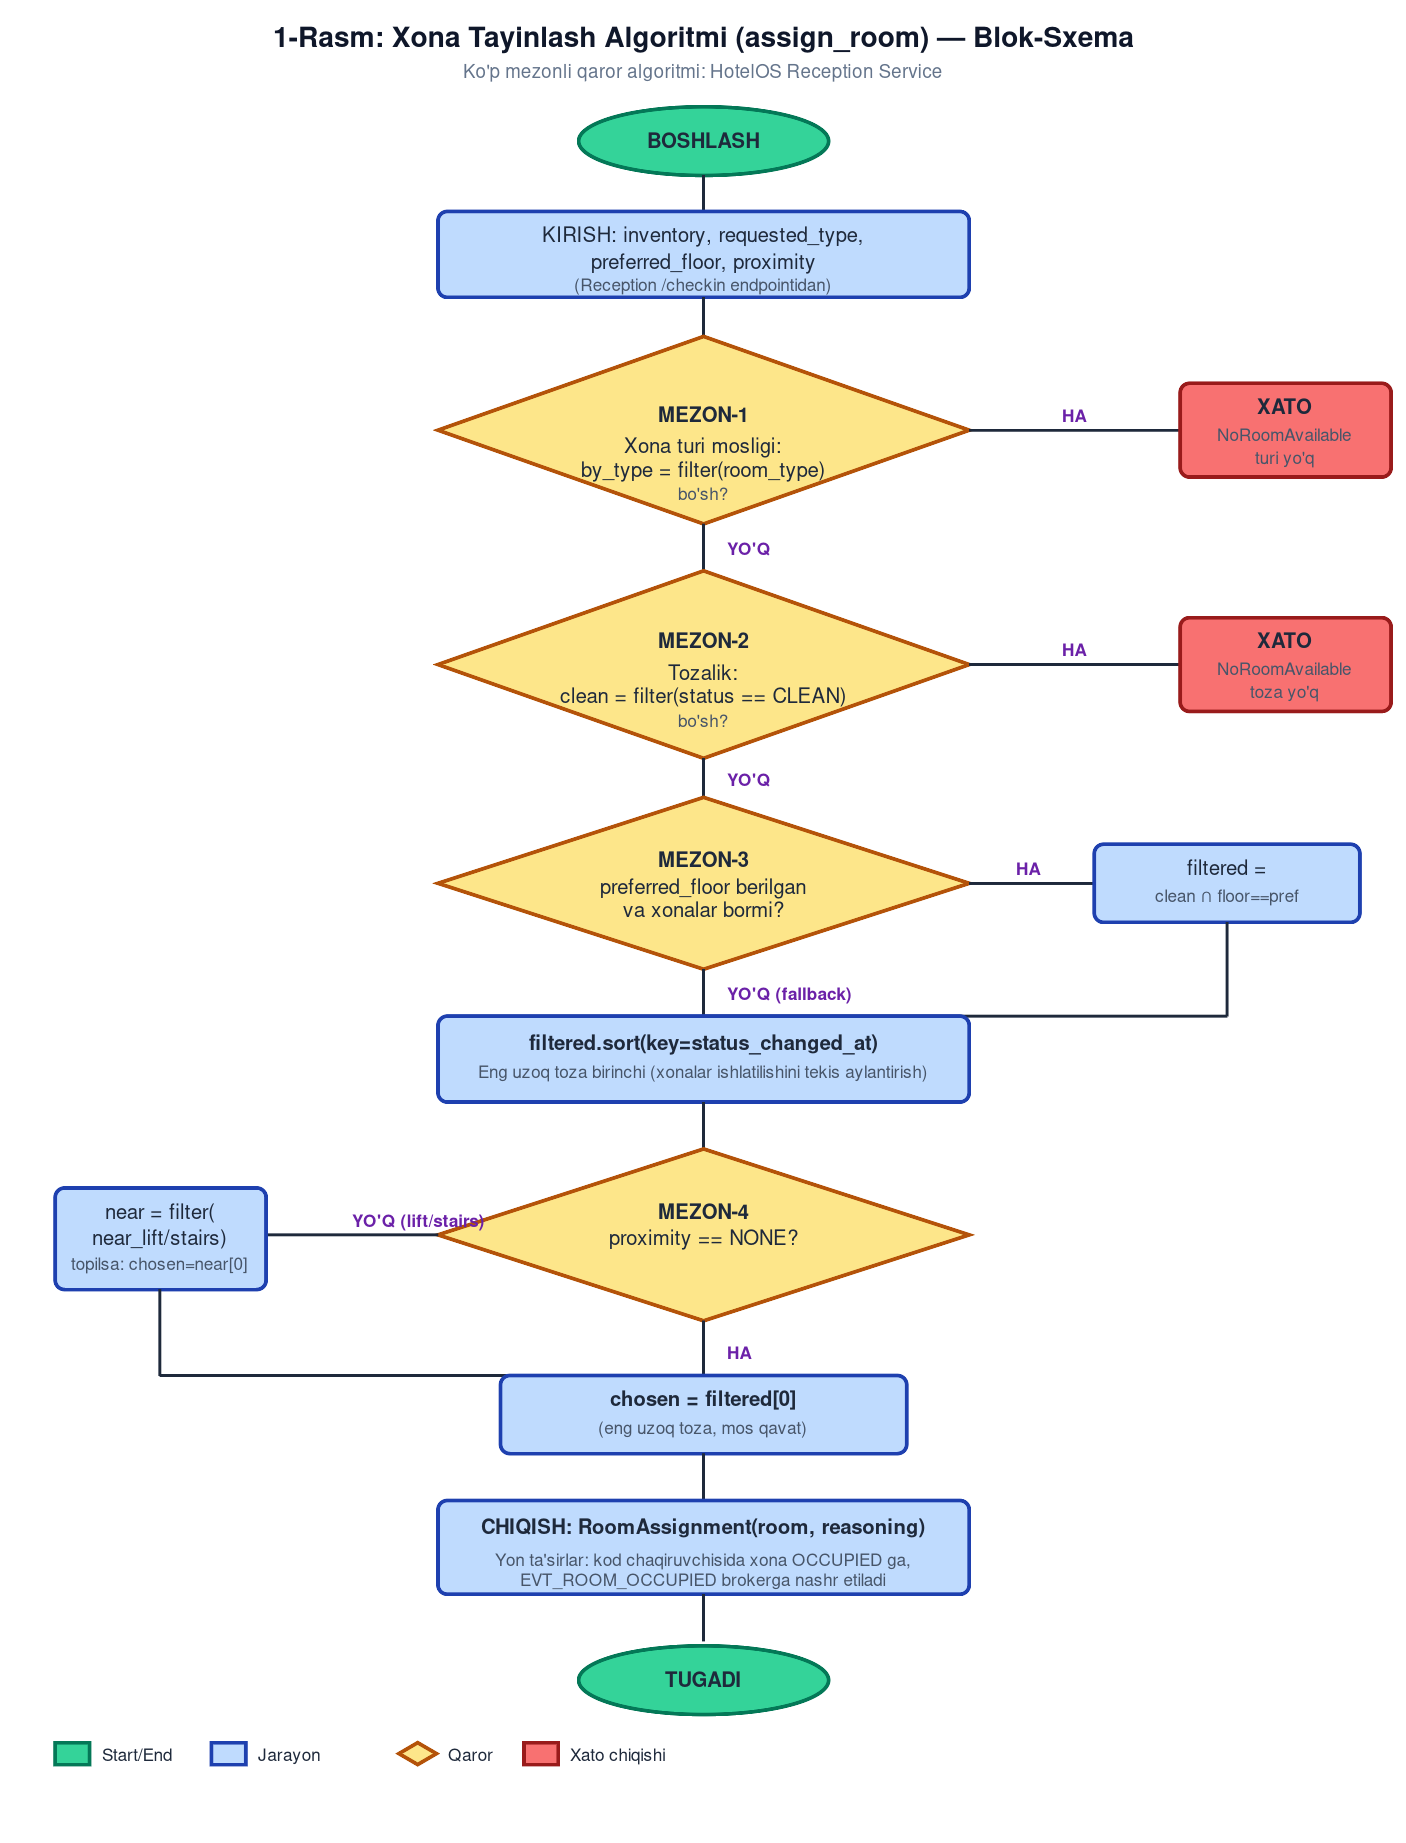 1-Rasm: Xona Tayinlash Algoritmi (assign_room) — Blok-Sxema
Ko'p mezonli qaror algoritmi: HotelOS Reception Service
BOSHLASH
KIRISH: inventory, requested_type,
preferred_floor, proximity
(Reception /checkin endpointidan)
MEZON-1
Xona turi mosligi:
by_type = filter(room_type)
bo'sh?
HA
XATO
NoRoomAvailable
turi yo'q
YO'Q
MEZON-2
Tozalik:
clean = filter(status == CLEAN)
bo'sh?
HA
XATO
NoRoomAvailable
toza yo'q
YO'Q
MEZON-3
preferred_floor berilgan
va xonalar bormi?
HA
filtered =
clean ∩ floor==pref
YO'Q (fallback)
filtered.sort(key=status_changed_at)
Eng uzoq toza birinchi (xonalar ishlatilishini tekis aylantirish)
MEZON-4
proximity == NONE?
YO'Q (lift/stairs)
near = filter(
near_lift/stairs)
topilsa: chosen=near[0]
HA
chosen = filtered[0]
(eng uzoq toza, mos qavat)
CHIQISH: RoomAssignment(room, reasoning)
Yon ta'sirlar: kod chaqiruvchisida xona OCCUPIED ga,
EVT_ROOM_OCCUPIED brokerga nashr etiladi
TUGADI
Start/End
Jarayon
Qaror
Xato chiqishi